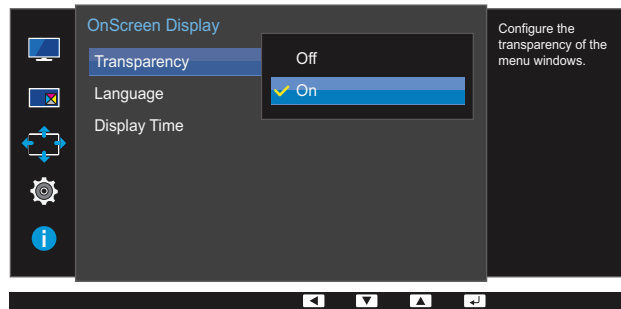 OnScreen Display
Transparency
Language
Display Time
Off
On
Configure the
transparency of the
menu windows.